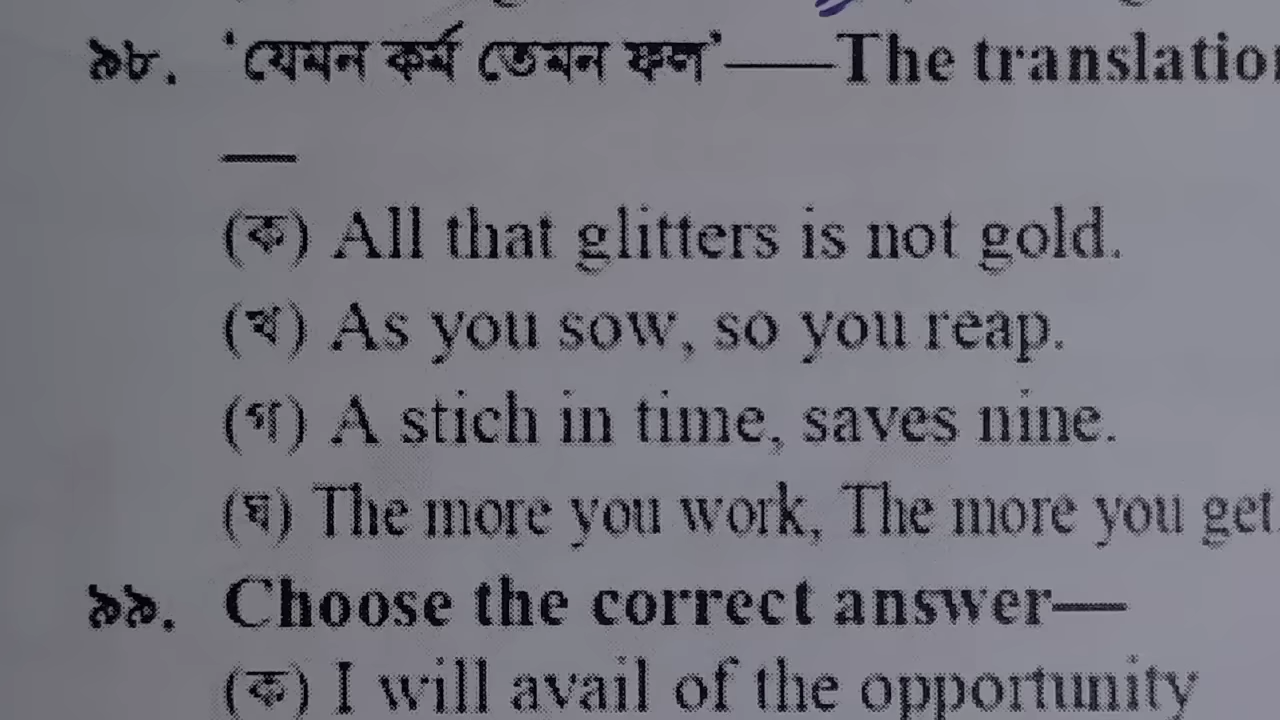 ৯৮. ‘যেমন কর্ম তেমন ফল’—The translation
—
(ক) All that glitters is not gold.
(খ) As you sow, so you reap.
(গ) A stich in time, saves nine.
(ঘ) The more you work, The more you get
৯৯. Choose the correct answer—
(ক) I will avail of the opportunity